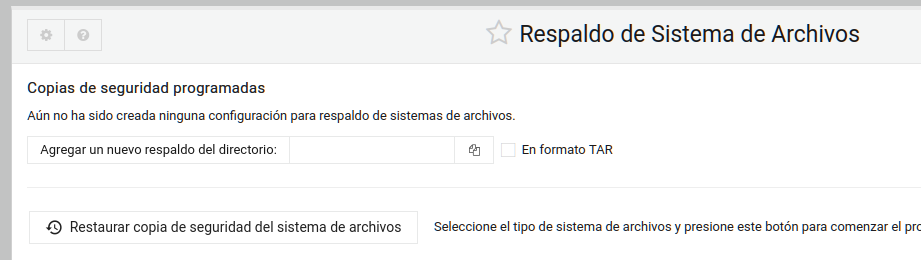 Respaldo de Sistema de Archivos
Copias de seguridad programadas
Aún no ha sido creada ninguna configuración para respaldo de sistemas de archivos.
Agregar un nuevo respaldo del directorio:
En formato TAR
Restaurar copia de seguridad del sistema de archivos
Seleccione el tipo de sistema de archivos y presione este botón para comenzar el